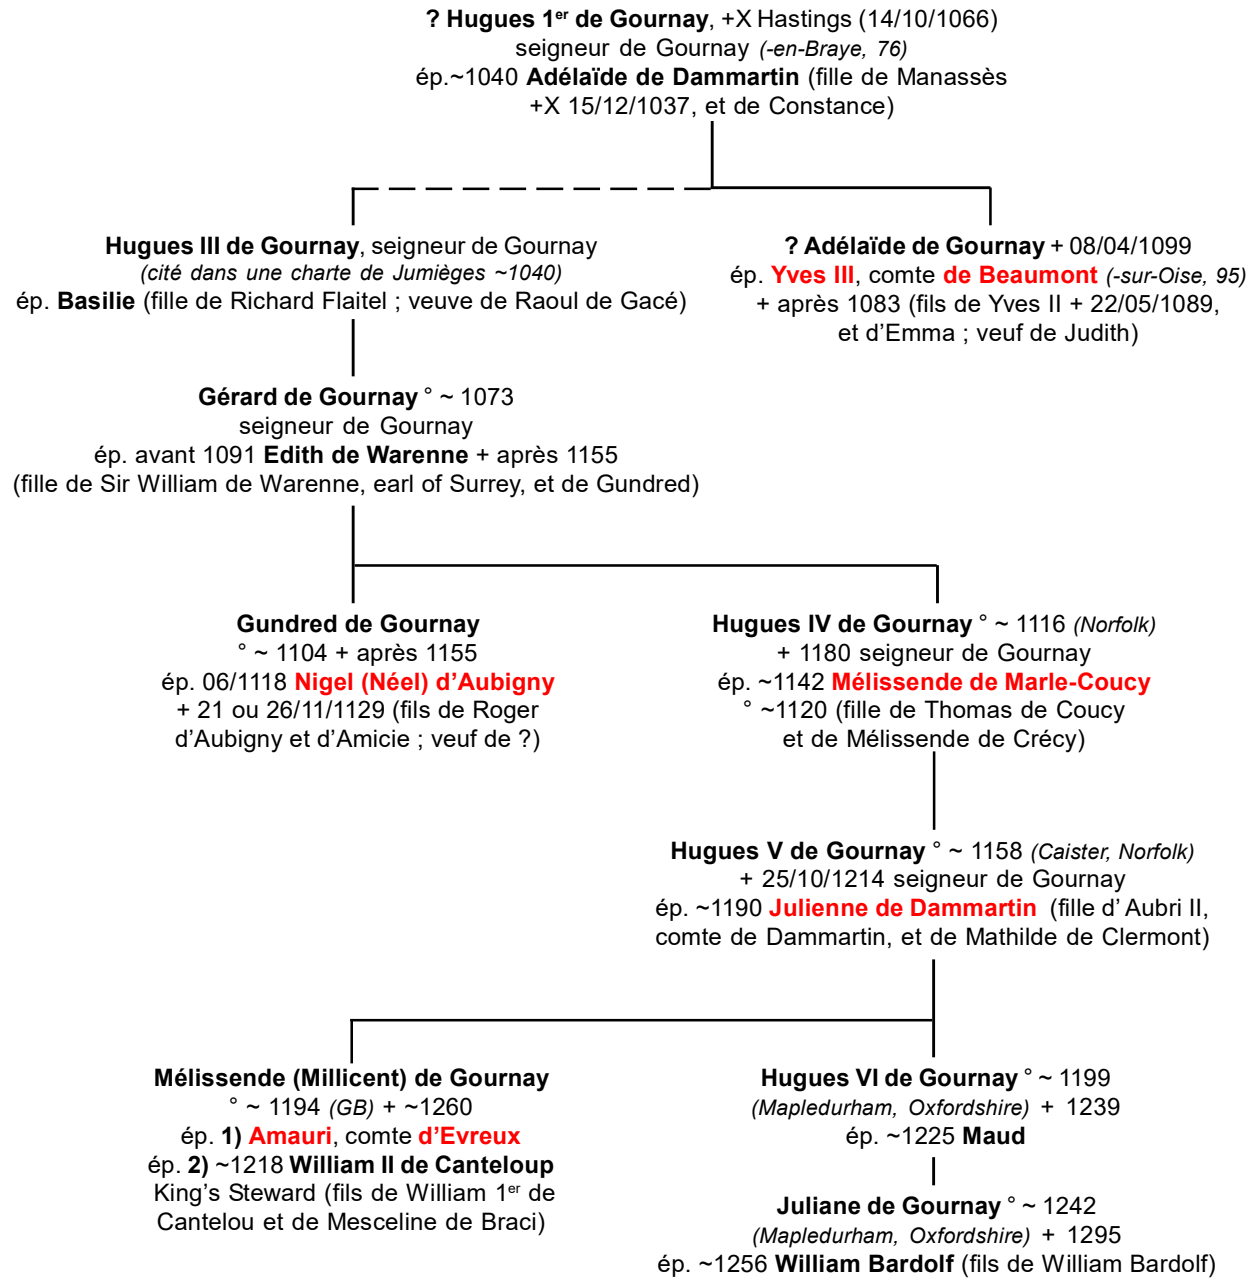 ? Hugues 1er de Gournay, +X Hastings (14/10/1066)
seigneur de Gournay (-en-Braye, 76)
ép.~1040 Adélaïde de Dammartin (fille de Manassès
+X 15/12/1037, et de Constance)
Hugues III de Gournay, seigneur de Gournay
(cité dans une charte de Jumièges ~1040)
ép. Basilie (fille de Richard Flaitel ; veuve de Raoul de Gacé)
? Adélaïde de Gournay + 08/04/1099
ép. Yves III, comte de Beaumont (-sur-Oise, 95)
+ après 1083 (fils de Yves II + 22/05/1089,
et d'Emma ; veuf de Judith)
Gérard de Gournay ° ~ 1073
seigneur de Gournay
ép. avant 1091 Edith de Warenne + après 1155
(fille de Sir William de Warenne, earl of Surrey, et de Gundred)
Gundred de Gournay
° ~ 1104 + après 1155
ép. 06/1118 Nigel (Néel) d'Aubigny
+ 21 ou 26/11/1129 (fils de Roger
d'Aubigny et d'Amicie ; veuf de ?)
Hugues IV de Gournay ° ~ 1116 (Norfolk)
+ 1180 seigneur de Gournay
ép. ~1142 Mélissende de Marle-Coucy
° ~1120 (fille de Thomas de Coucy
et de Mélissende de Crécy)
Hugues V de Gournay ° ~ 1158 (Caister, Norfolk)
+ 25/10/1214 seigneur de Gournay
ép. ~1190 Julienne de Dammartin (fille d' Aubri II,
comte de Dammartin, et de Mathilde de Clermont)
Mélissende (Millicent) de Gournay
° ~ 1194 (GB) + ~1260
ép. 1) Amauri, comte d'Evreux
ép. 2) ~1218 William II de Canteloup
King's Steward (fils de William 1er de
Cantelou et de Mesceline de Braci)
Hugues VI de Gournay ° ~ 1199
(Mapledurham, Oxfordshire) + 1239
ép. ~1225 Maud
Juliane de Gournay ° ~ 1242
(Mapledurham, Oxfordshire) + 1295
ép. ~1256 William Bardolf (fils de William Bardolf)